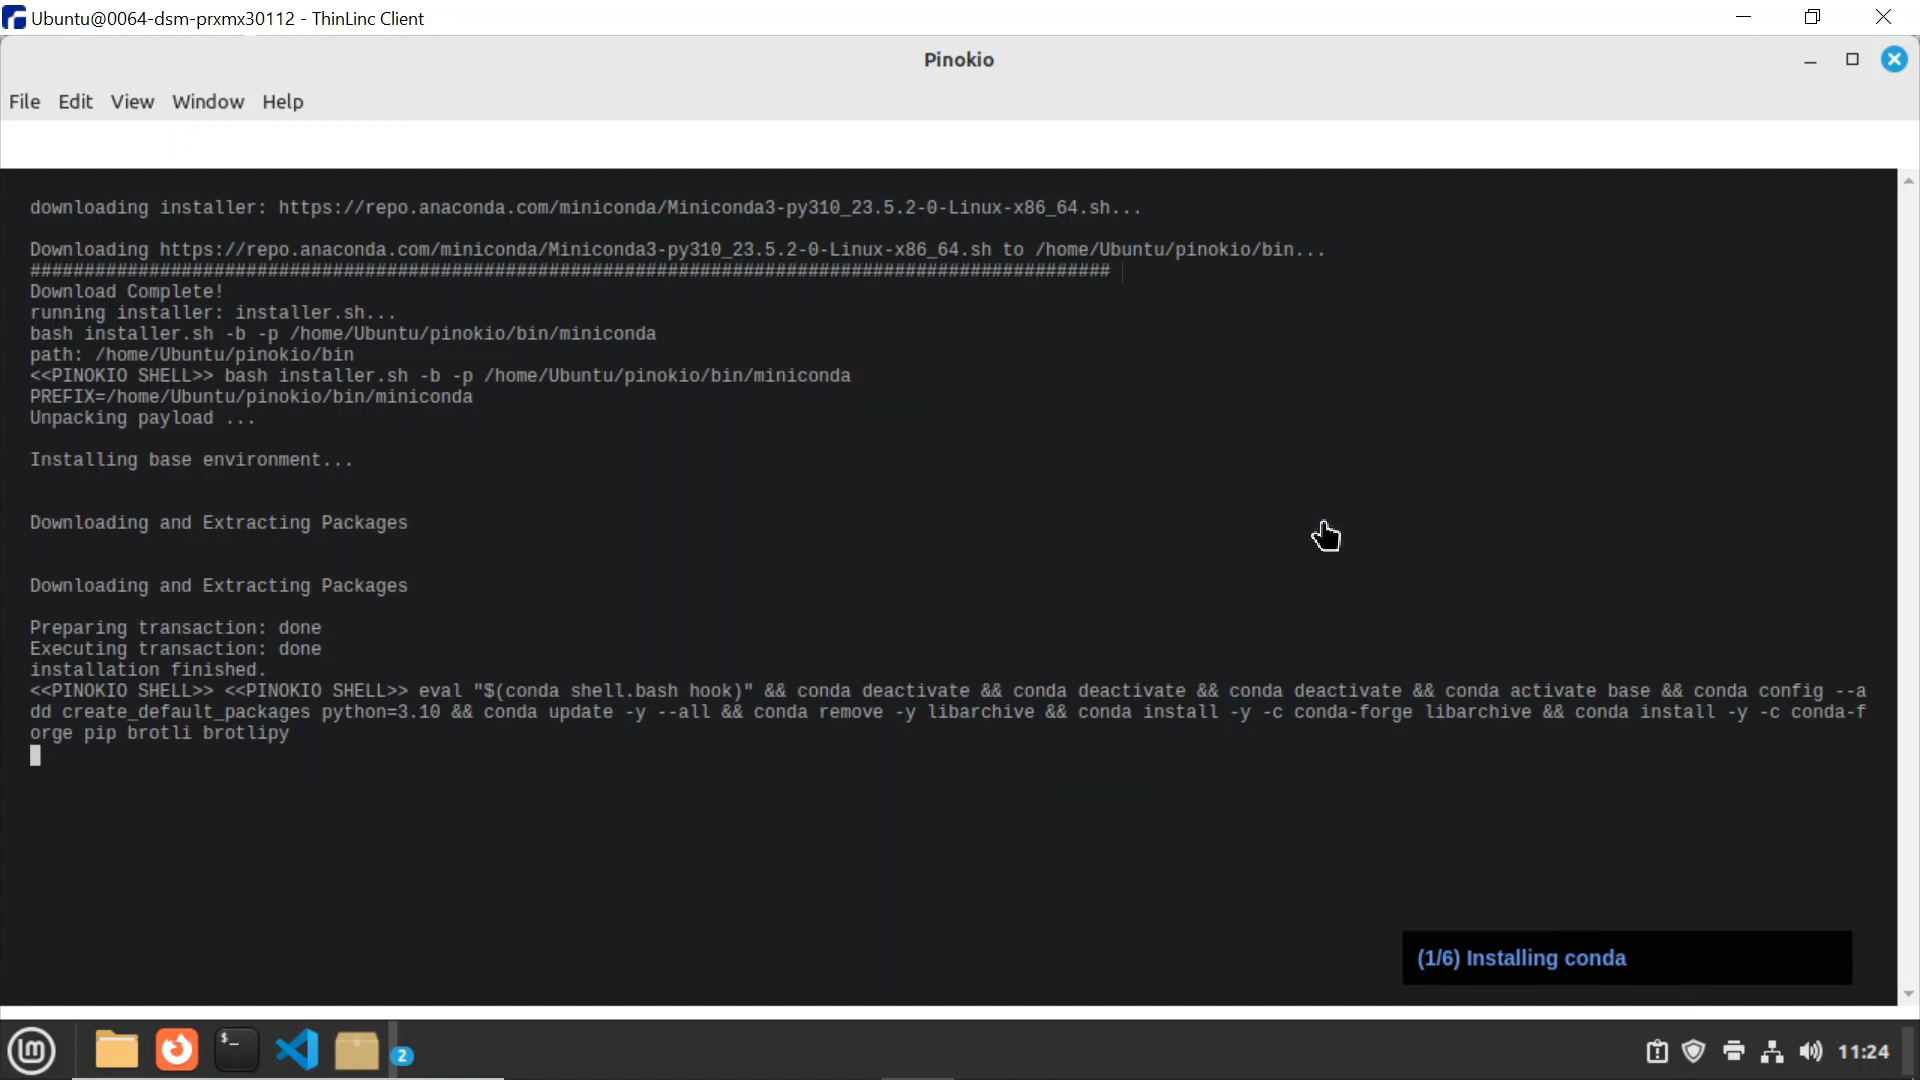 Ubuntu@0064-dsm-prxmx30112 - ThinLinc Client
Pinokio
File Edit View Window Help
downloading installer: https://repo.anaconda.com/miniconda/Miniconda3-py310_23.5.2-0-Linux-x86_64.sh...
Downloading https://repo.anaconda.com/miniconda/Miniconda3-py310_23.5.2-0-Linux-x86_64.sh to /home/Ubuntu/pinokio/bin...
####################################################################################################
Download Complete!
running installer: installer.sh...
bash installer.sh -b -p /home/Ubuntu/pinokio/bin/miniconda
path: /home/Ubuntu/pinokio/bin
<<PINOKIO SHELL>> bash installer.sh -b -p /home/Ubuntu/pinokio/bin/miniconda
PREFIX=/home/Ubuntu/pinokio/bin/miniconda
Unpacking payload ...
Installing base environment...
Downloading and Extracting Packages
Downloading and Extracting Packages
Preparing transaction: done
Executing transaction: done
installation finished.
<<PINOKIO SHELL>> <<PINOKIO SHELL>> eval "$(conda shell.bash hook)" && conda deactivate && conda deactivate && conda deactivate && conda activate base && conda config --a
dd create_default_packages python=3.10 && conda update -y --all && conda remove -y libarchive && conda install -y -c conda-forge libarchive && conda install -y -c conda-f
orge pip brotli brotlipy
(1/6) Installing conda
$_
2
11:24